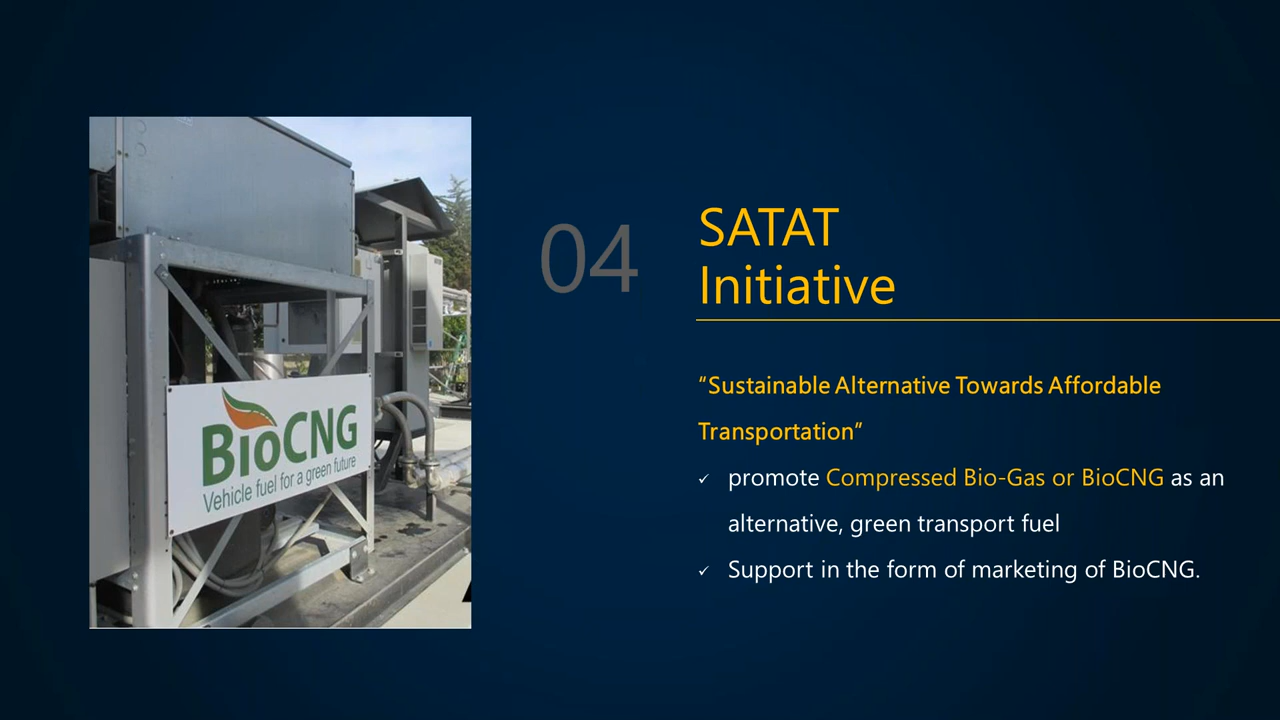 BioCNG
Vehicle fuel for a green future
04
SATAT
Initiative
“Sustainable Alternative Towards Affordable
Transportation”
✓ promote Compressed Bio-Gas or BioCNG as an
alternative, green transport fuel
✓ Support in the form of marketing of BioCNG.